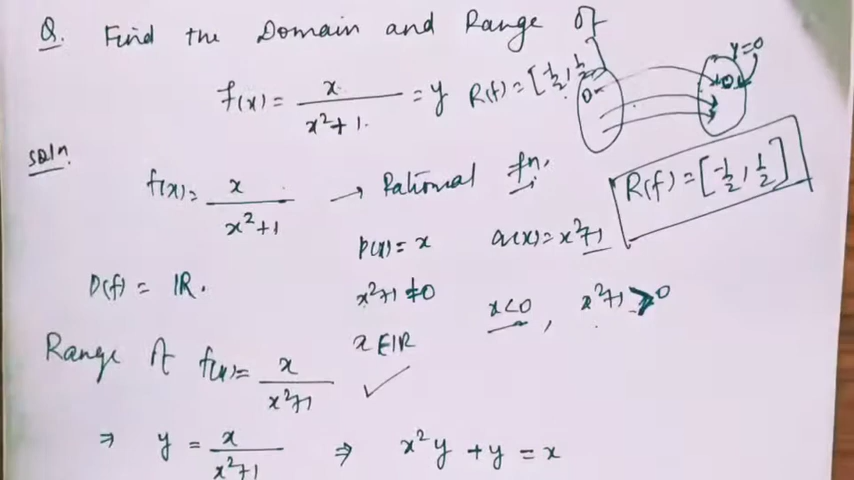 Q. Find the Domain and Range of
f(x) = x / x²+1 = y R(f) = [-1/2, 1/2] y=0
Soln
f(x) = x / x²+1 → Rational fn.
R(f) = [-1/2, 1/2]
p(x) = x q(x) = x²+1
D(f) = IR. x²+1 ≠ 0 x<0, x²+1 > 0
x ∈ IR
Range of f(x) = x / x²+1 ✓
⇒ y = x / x²+1 ⇒ x²y + y = x